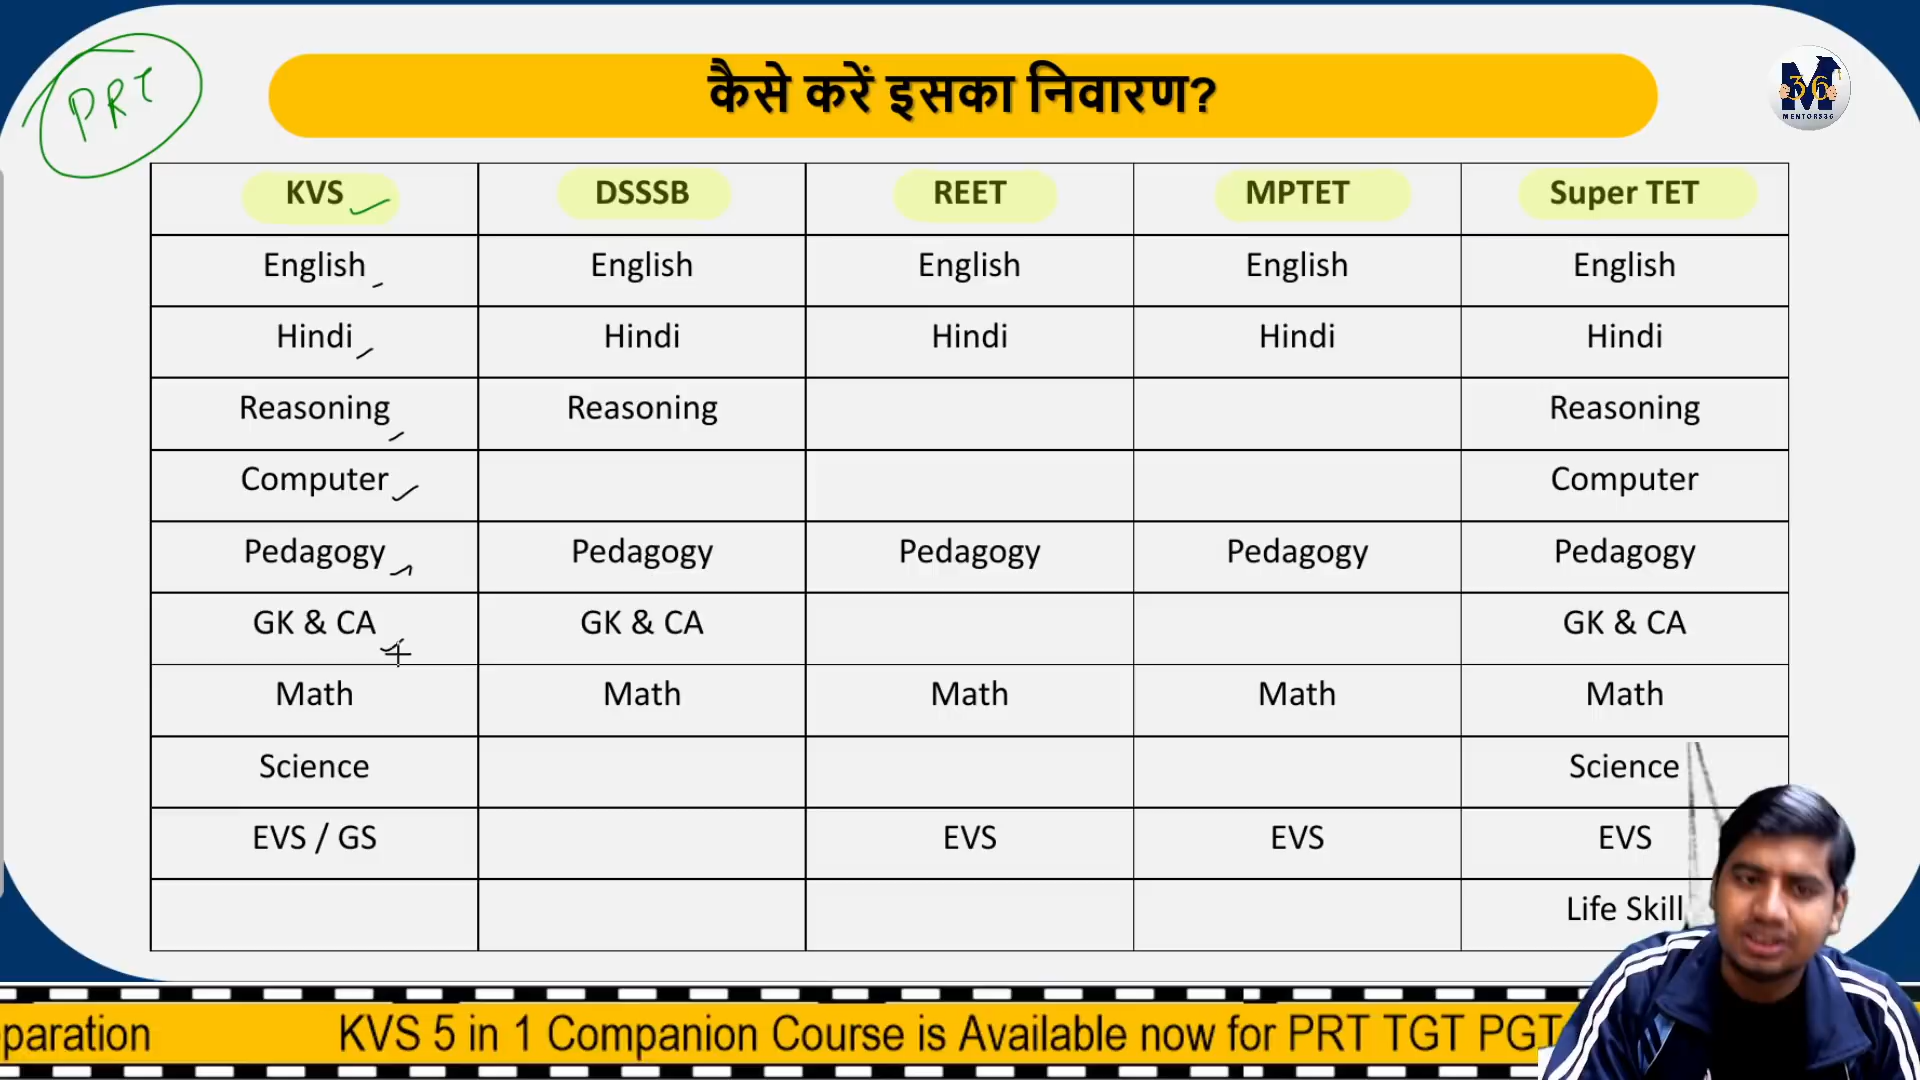 PRT
कैसे करें इसका निवारण?
36
MENTORS36
KVS DSSSB REET MPTET Super TET
English English English English English
Hindi Hindi Hindi Hindi Hindi
Reasoning Reasoning Reasoning
Computer Computer
Pedagogy Pedagogy Pedagogy Pedagogy Pedagogy
GK & CA GK & CA GK & CA
Math Math Math Math Math
Science Science
EVS / GS EVS EVS EVS
Life Skill
paration KVS 5 in 1 Companion Course is Available now for PRT TGT PGT